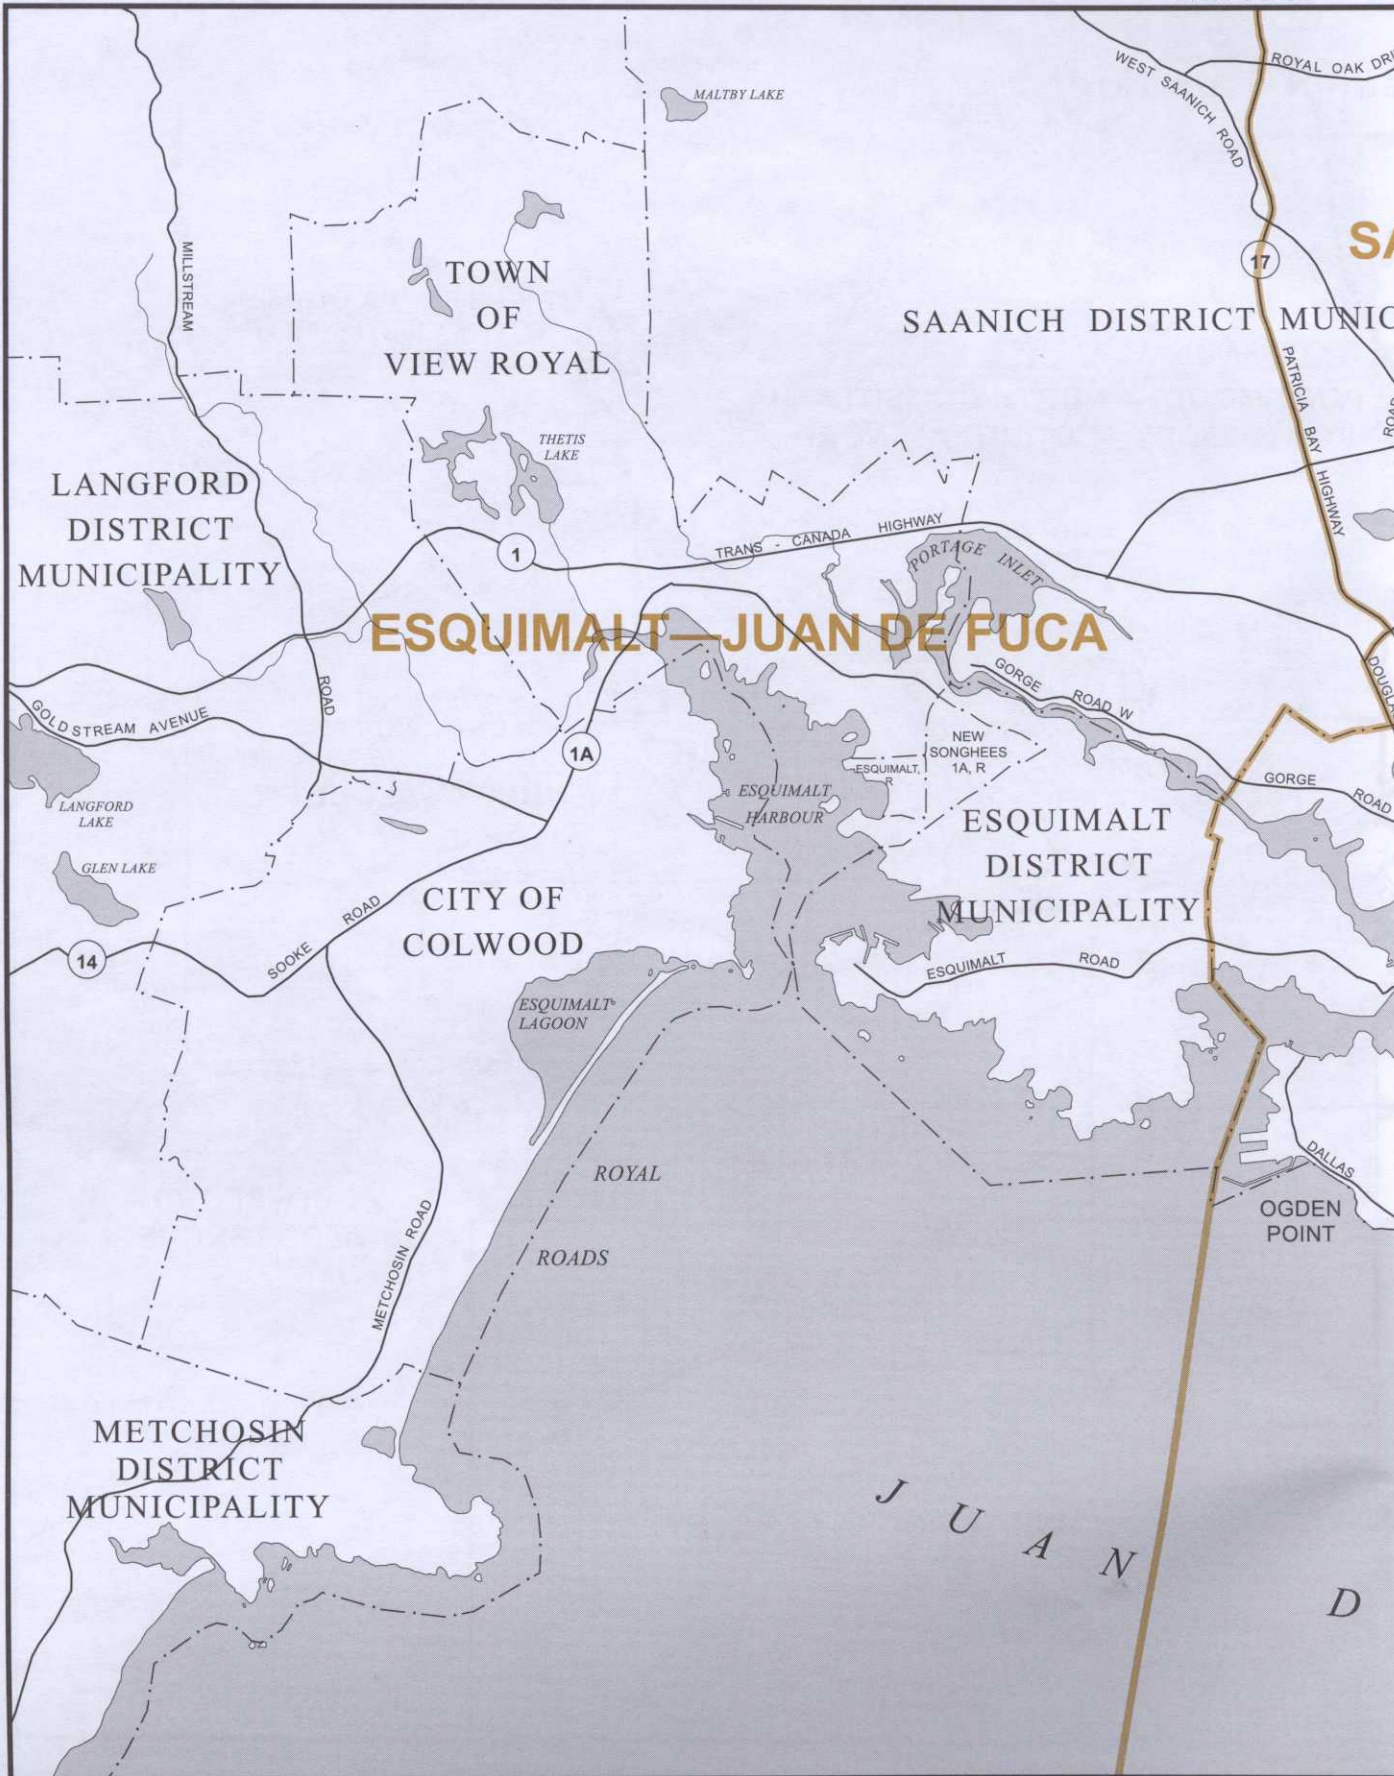 WEST SAANICH ROAD
ROYAL OAK DRI
MALTBY LAKE
MILLSTREAM
17
SA
TOWN
OF
VIEW ROYAL
SAANICH DISTRICT MUNIC
PATRICIA BAY HIGHWAY
ROAD
THETIS
LAKE
LANGFORD
DISTRICT
MUNICIPALITY
1
TRANS - CANADA HIGHWAY
PORTAGE INLET
ESQUIMALT—JUAN DE FUCA
DOUGLA
GORGE ROAD W
ROAD
GOLDSTREAM AVENUE
1A
NEW
SONGHEES
1A, R
ESQUIMALT,
R
GORGE ROAD
LANGFORD
LAKE
ESQUIMALT
HARBOUR
ESQUIMALT
DISTRICT
MUNICIPALITY
GLEN LAKE
CITY OF
COLWOOD
14
SOOKE ROAD
ESQUIMALT ROAD
ESQUIMALT
LAGOON
ROYAL
ROADS
DALLAS
OGDEN
POINT
METCHOSIN ROAD
METCHOSIN
DISTRICT
MUNICIPALITY
JUAN
D